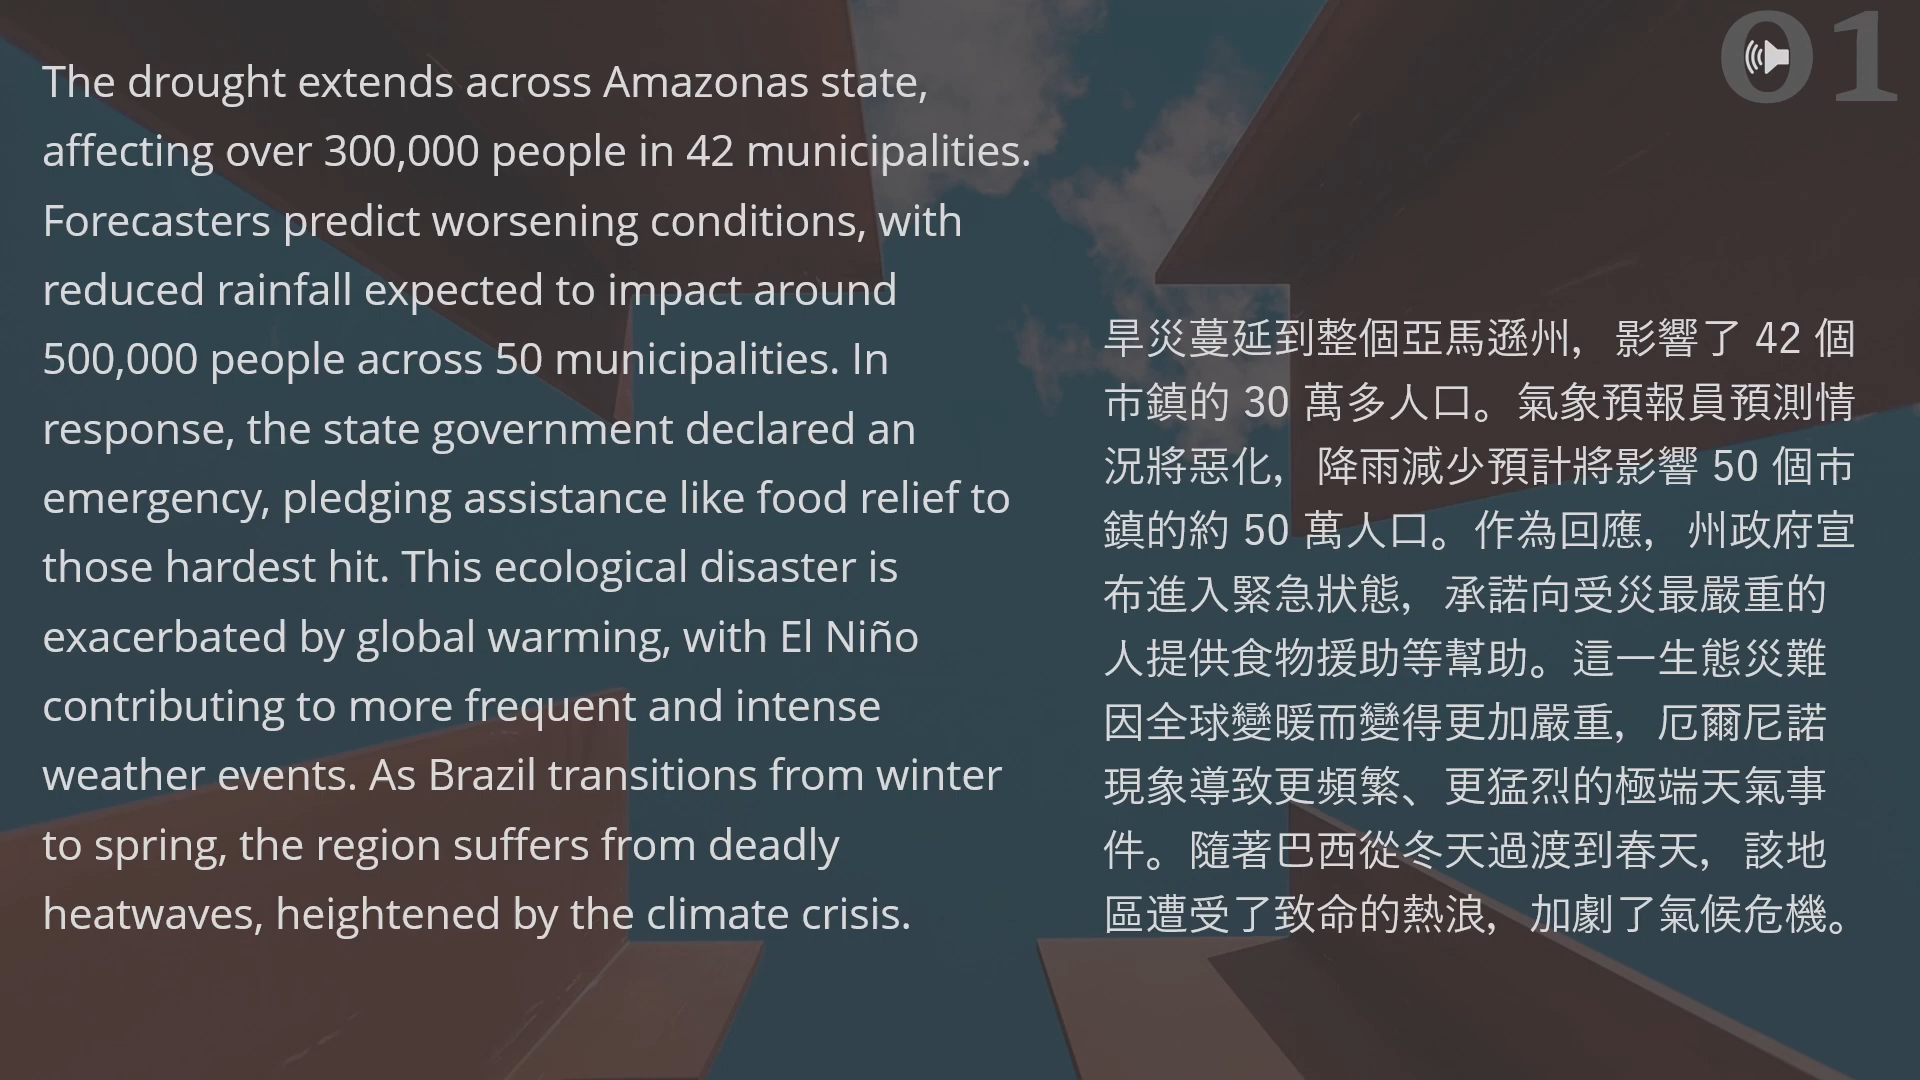 01
The drought extends across Amazonas state,
affecting over 300,000 people in 42 municipalities.
Forecasters predict worsening conditions, with
reduced rainfall expected to impact around
500,000 people across 50 municipalities. In
response, the state government declared an
emergency, pledging assistance like food relief to
those hardest hit. This ecological disaster is
exacerbated by global warming, with El Niño
contributing to more frequent and intense
weather events. As Brazil transitions from winter
to spring, the region suffers from deadly
heatwaves, heightened by the climate crisis.
旱災蔓延到整個亞馬遜州，影響了 42 個
市鎮的 30 萬多人口。氣象預報員預測情
況將惡化，降雨減少預計將影響 50 個市
鎮的約 50 萬人口。作為回應，州政府宣
布進入緊急狀態，承諾向受災最嚴重的
人提供食物援助等幫助。這一生態災難
因全球變暖而變得更加嚴重，厄爾尼諾
現象導致更頻繁、更猛烈的極端天氣事
件。隨著巴西從冬天過渡到春天，該地
區遭受了致命的熱浪，加劇了氣候危機。